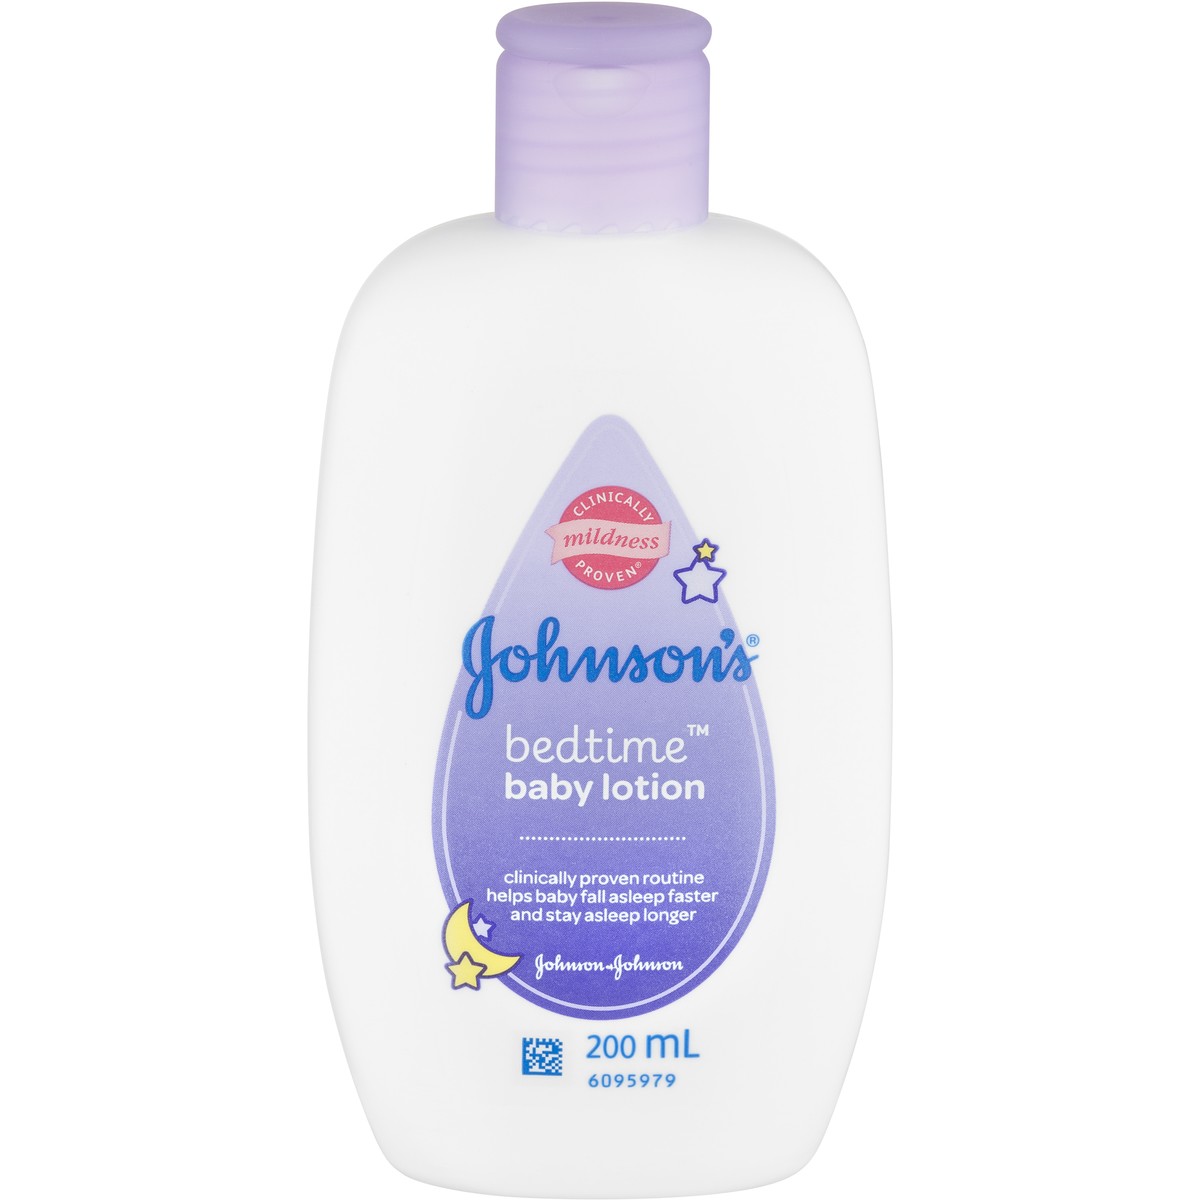 CLINICALLY
mildness
PROVEN®
Johnson's®
bedtime™
baby lotion
clinically proven routine
helps baby fall asleep faster
and stay asleep longer
Johnson & Johnson
200 mL
6095979